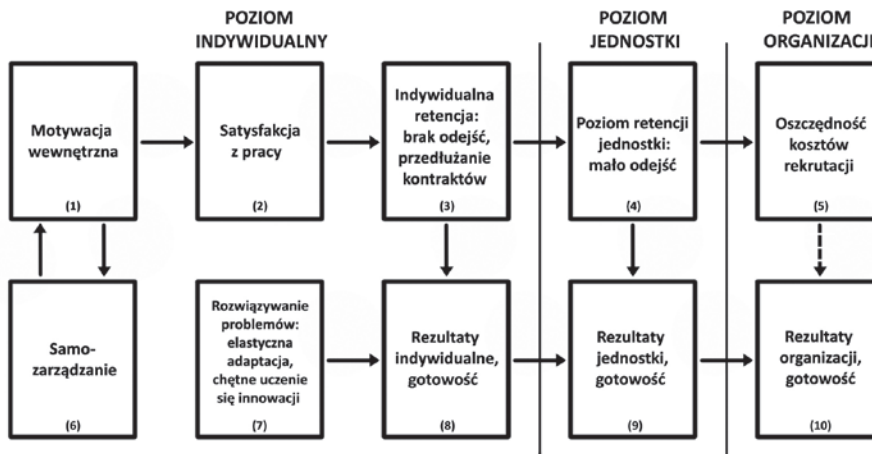 POZIOM
INDYWIDUALNY
POZIOM
JEDNOSTKI
POZIOM
ORGANIZACJI
Motywacja
wewnętrzna
(1)
Satysfakcja
z pracy
(2)
Indywidualna
retencja:
brak odejść,
przedłużanie
kontraktów
(3)
Poziom retencji
jednostki:
mało odejść
(4)
Oszczędność
kosztów
rekrutacji
(5)
Samo-
zarządzanie
(6)
Rozwiązywanie
problemów:
elastyczna
adaptacja,
chętne uczenie
się innowacji
(7)
Rezultaty
indywidualne,
gotowość
(8)
Rezultaty
jednostki,
gotowość
(9)
Rezultaty
organizacji,
gotowość
(10)